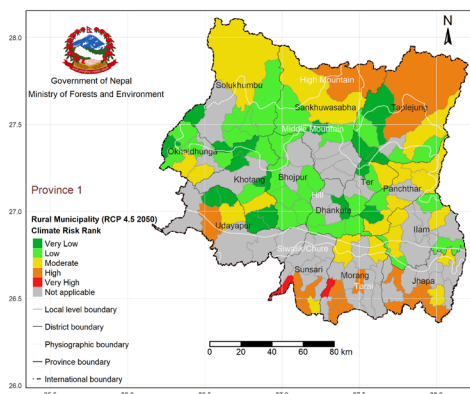 28.0
N
Government of Nepal
Ministry of Forests and Environment
Solukhumbu
High Mountain
Sankhuwasabha
Taplejung
27.5
Middle Mountain
Okhaldhunga
Province 1
Khotang
Bhojpur
Ter
Panchthar
Hill
Dhankuta
27.0
Rural Municipality (RCP 4.5 2050)
Climate Risk Rank
Very Low
Low
Moderate
High
Very High
Not applicable
Udayapur
Ilam
Siwalik/Chure
Sunsari
Morang
Jhapa
Tarai
26.5
Local level boundary
District boundary
Physiographic boundary
Province boundary
International boundary
0 20 40 60 80 km
26.0